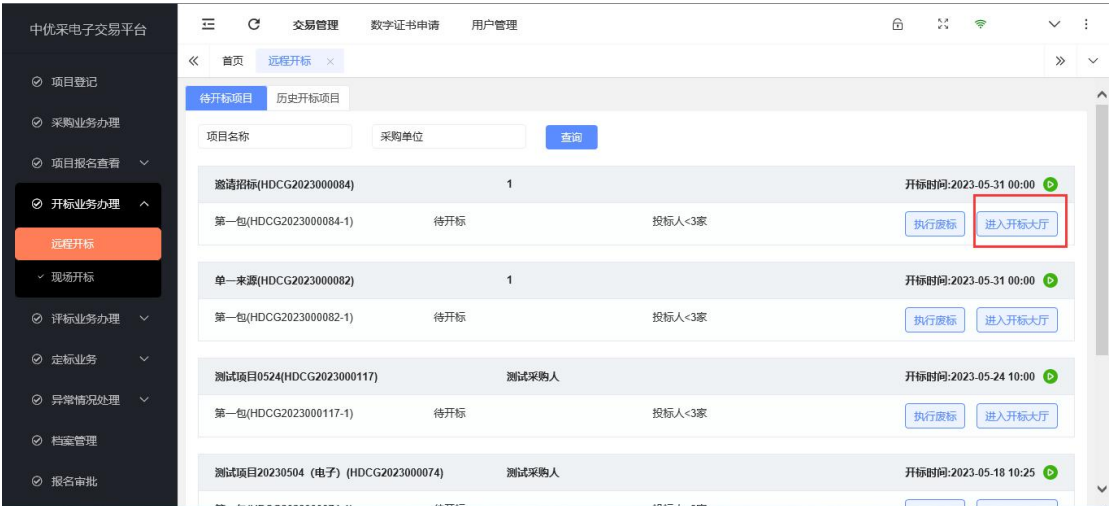 中优采电子交易平台
交易管理 数字证书申请 用户管理
首页 远程开标
项目登记
采购业务办理
项目报名查看
开标业务办理
远程开标
现场开标
评标业务办理
定标业务
异常情况处理
档案管理
报名审批
待开标项目 历史开标项目
项目名称 采购单位 查询
邀请招标(HDCG2023000084) 1 开标时间:2023-05-31 00:00
第一包(HDCG2023000084-1) 待开标 投标人<3家 执行废标 进入开标大厅
单一来源(HDCG2023000082) 1 开标时间:2023-05-31 00:00
第一包(HDCG2023000082-1) 待开标 投标人<3家 执行废标 进入开标大厅
测试项目0524(HDCG2023000117) 测试采购人 开标时间:2023-05-24 10:00
第一包(HDCG2023000117-1) 待开标 投标人<3家 执行废标 进入开标大厅
测试项目20230504（电子）(HDCG2023000074) 测试采购人 开标时间:2023-05-18 10:25